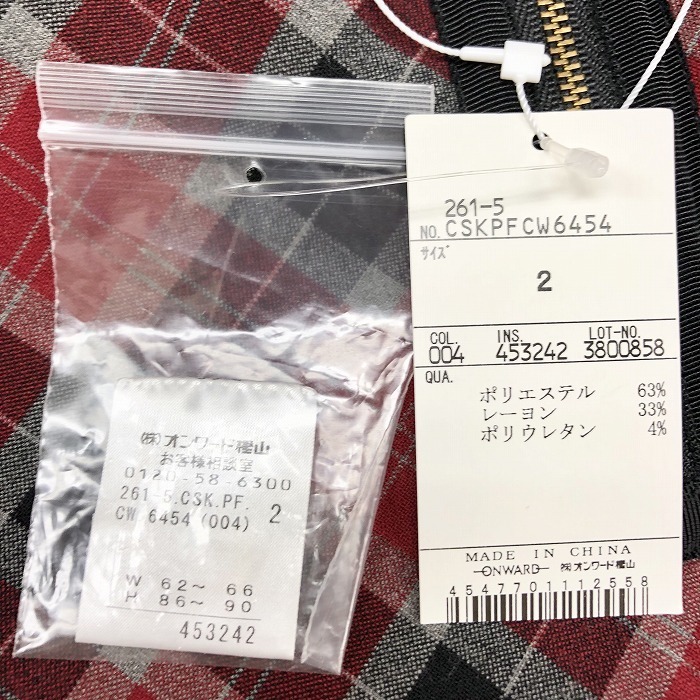 ㈱オンワード樫山
お客様相談室
0120-58-6300
261-5.CSK.PF.
CW 6454 (004) 2
W 62～ 66
H 86～ 90
453242
261-5
NO. CSKPFCW6454
サイズ
2
COL. INS. LOT-NO.
004 453242 3800858
QUA.
ポリエステル 63%
レーヨン 33%
ポリウレタン 4%
MADE IN CHINA
ONWARD ㈱オンワード樫山
4547701112558